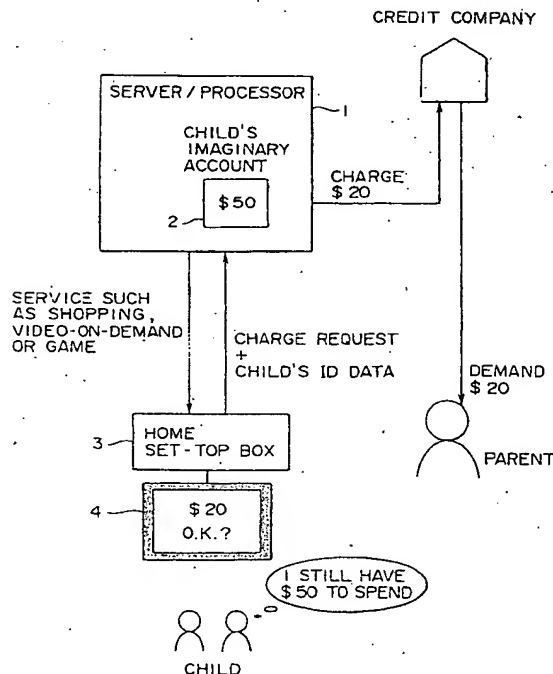 CREDIT COMPANY
SERVER / PROCESSOR
1
CHILD'S
IMAGINARY
ACCOUNT
2
$50
CHARGE
$ 20
SERVICE SUCH
AS SHOPPING,
VIDEO-ON-DEMAND
OR GAME
CHARGE REQUEST
+
CHILD'S ID DATA
DEMAND
$ 20
PARENT
3
HOME
SET-TOP BOX
4
$ 20
O.K.?
I STILL HAVE
$ 50 TO SPEND
CHILD